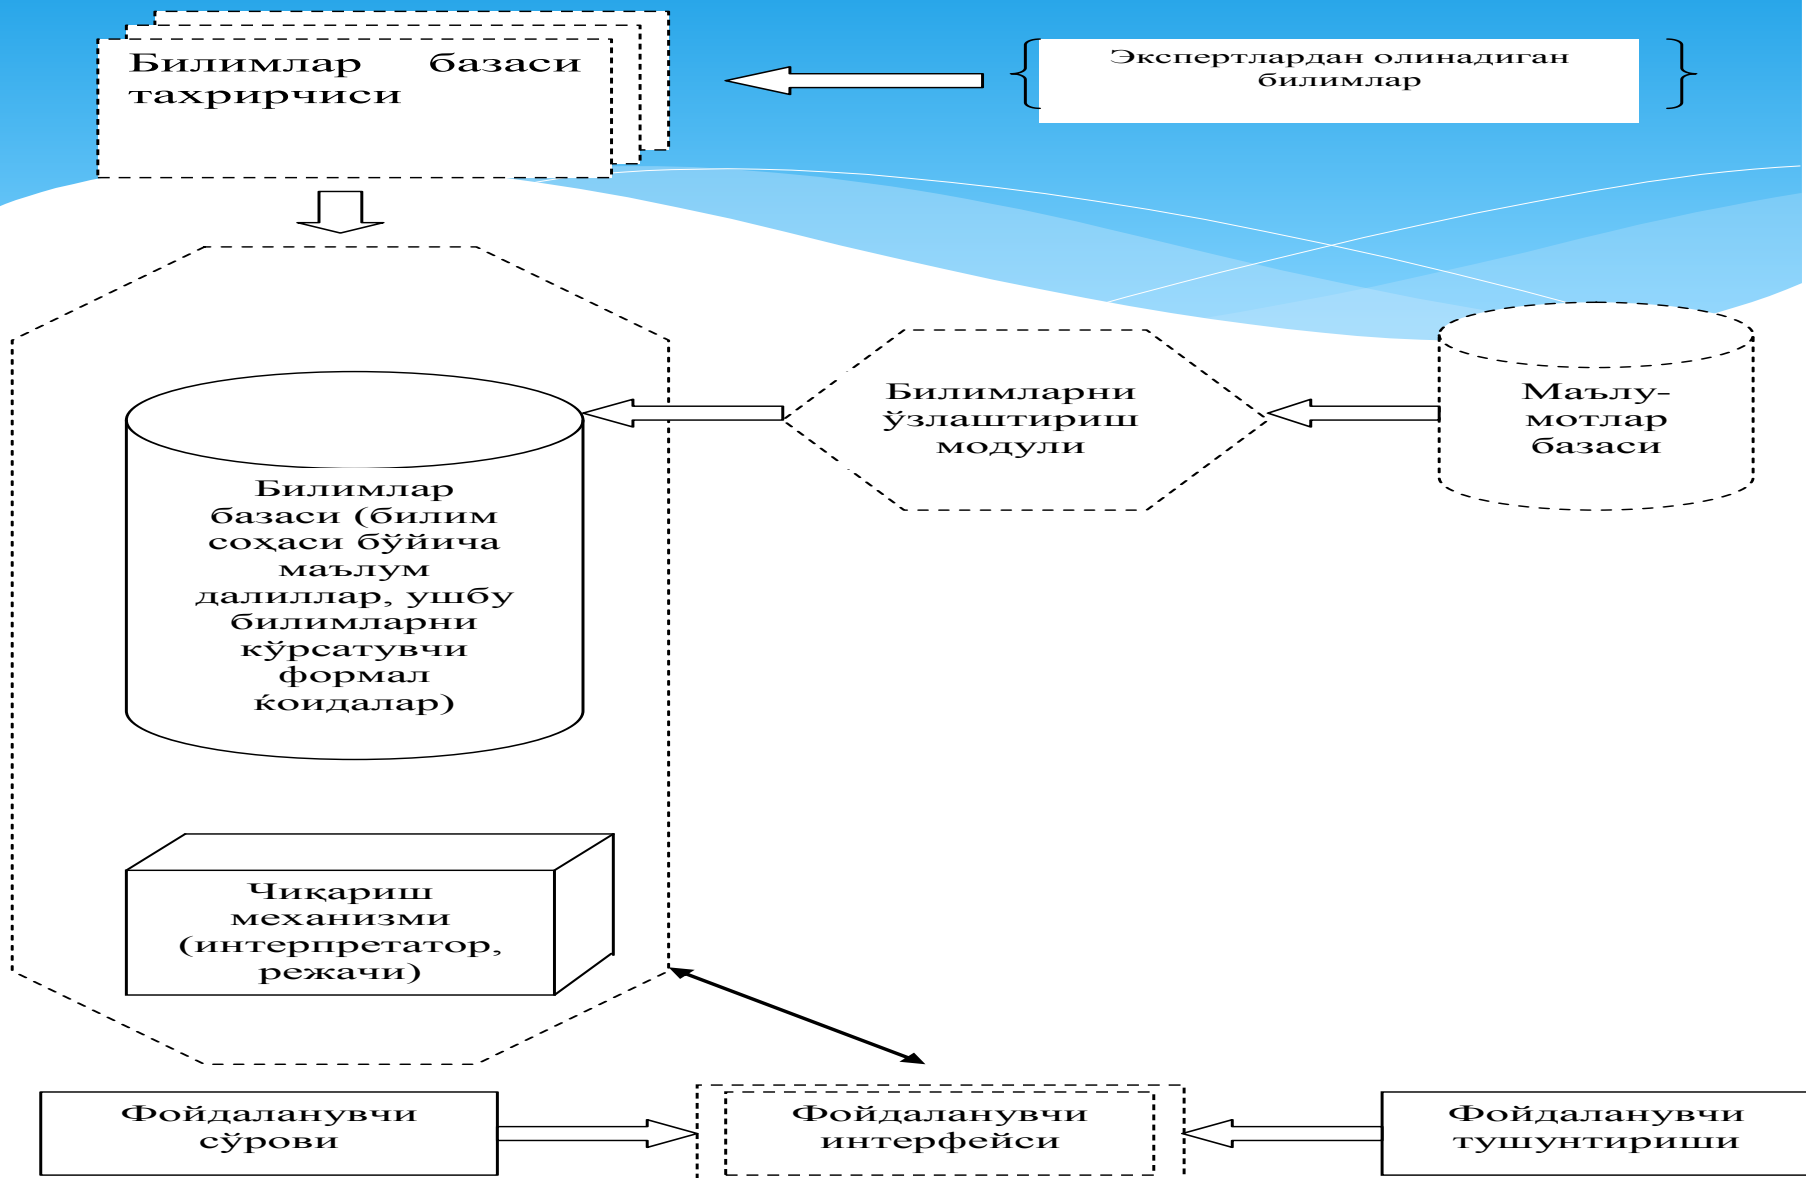 Билимлар базаси
тахрирчиси
Экспертлардан олинадиган
билимлар
Билимларни
ўзлаштириш
модули
Маълу-
мотлар
базаси
Билимлар
базаси (билим
соҳаси бўйича
маълум
далиллар, ушбу
билимларни
кўрсатувчи
формал
ќоидалар)
Чиқариш
механизми
(интерпретатор,
режачи)
Фойдаланувчи
сўрови
Фойдаланувчи
интерфейси
Фойдаланувчи
тушунтириши